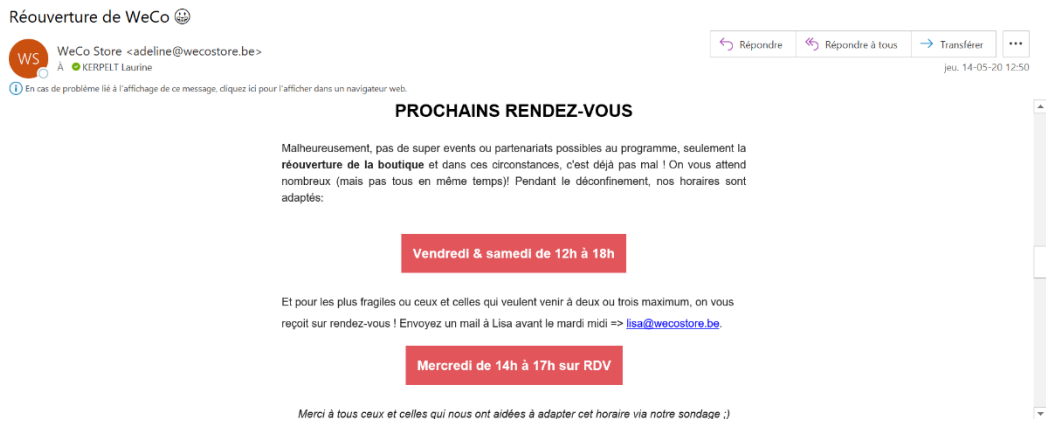 Réouverture de WeCo 😀
WS
WeCo Store <adeline@wecostore.be>
À KERPELT Laurine
Répondre
Répondre à tous
Transférer
...
jeu. 14-05-20 12:50
En cas de problème lié à l'affichage de ce message, cliquez ici pour l'afficher dans un navigateur web.
PROCHAINS RENDEZ-VOUS
Malheureusement, pas de super events ou partenariats possibles au programme, seulement la
réouverture de la boutique et dans ces circonstances, c'est déjà pas mal ! On vous attend
nombreux (mais pas tous en même temps)! Pendant le déconfinement, nos horaires sont
adaptés:
Vendredi & samedi de 12h à 18h
Et pour les plus fragiles ou ceux et celles qui veulent venir à deux ou trois maximum, on vous
reçoit sur rendez-vous ! Envoyez un mail à Lisa avant le mardi midi => lisa@wecostore.be.
Mercredi de 14h à 17h sur RDV
Merci à tous ceux et celles qui nous ont aidées à adapter cet horaire via notre sondage ;)